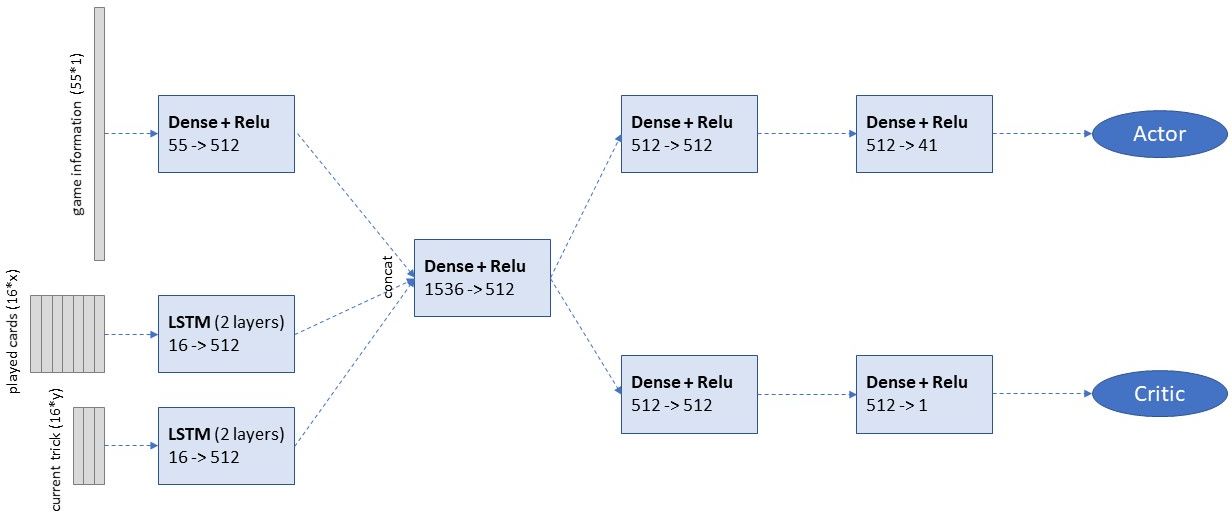 game information (55*1)
Dense + Relu
55 -> 512
played cards (16*x)
LSTM (2 layers)
16 -> 512
current trick (16*y)
LSTM (2 layers)
16 -> 512
concat
Dense + Relu
1536 -> 512
Dense + Relu
512 -> 512
Dense + Relu
512 -> 41
Actor
Dense + Relu
512 -> 512
Dense + Relu
512 -> 1
Critic